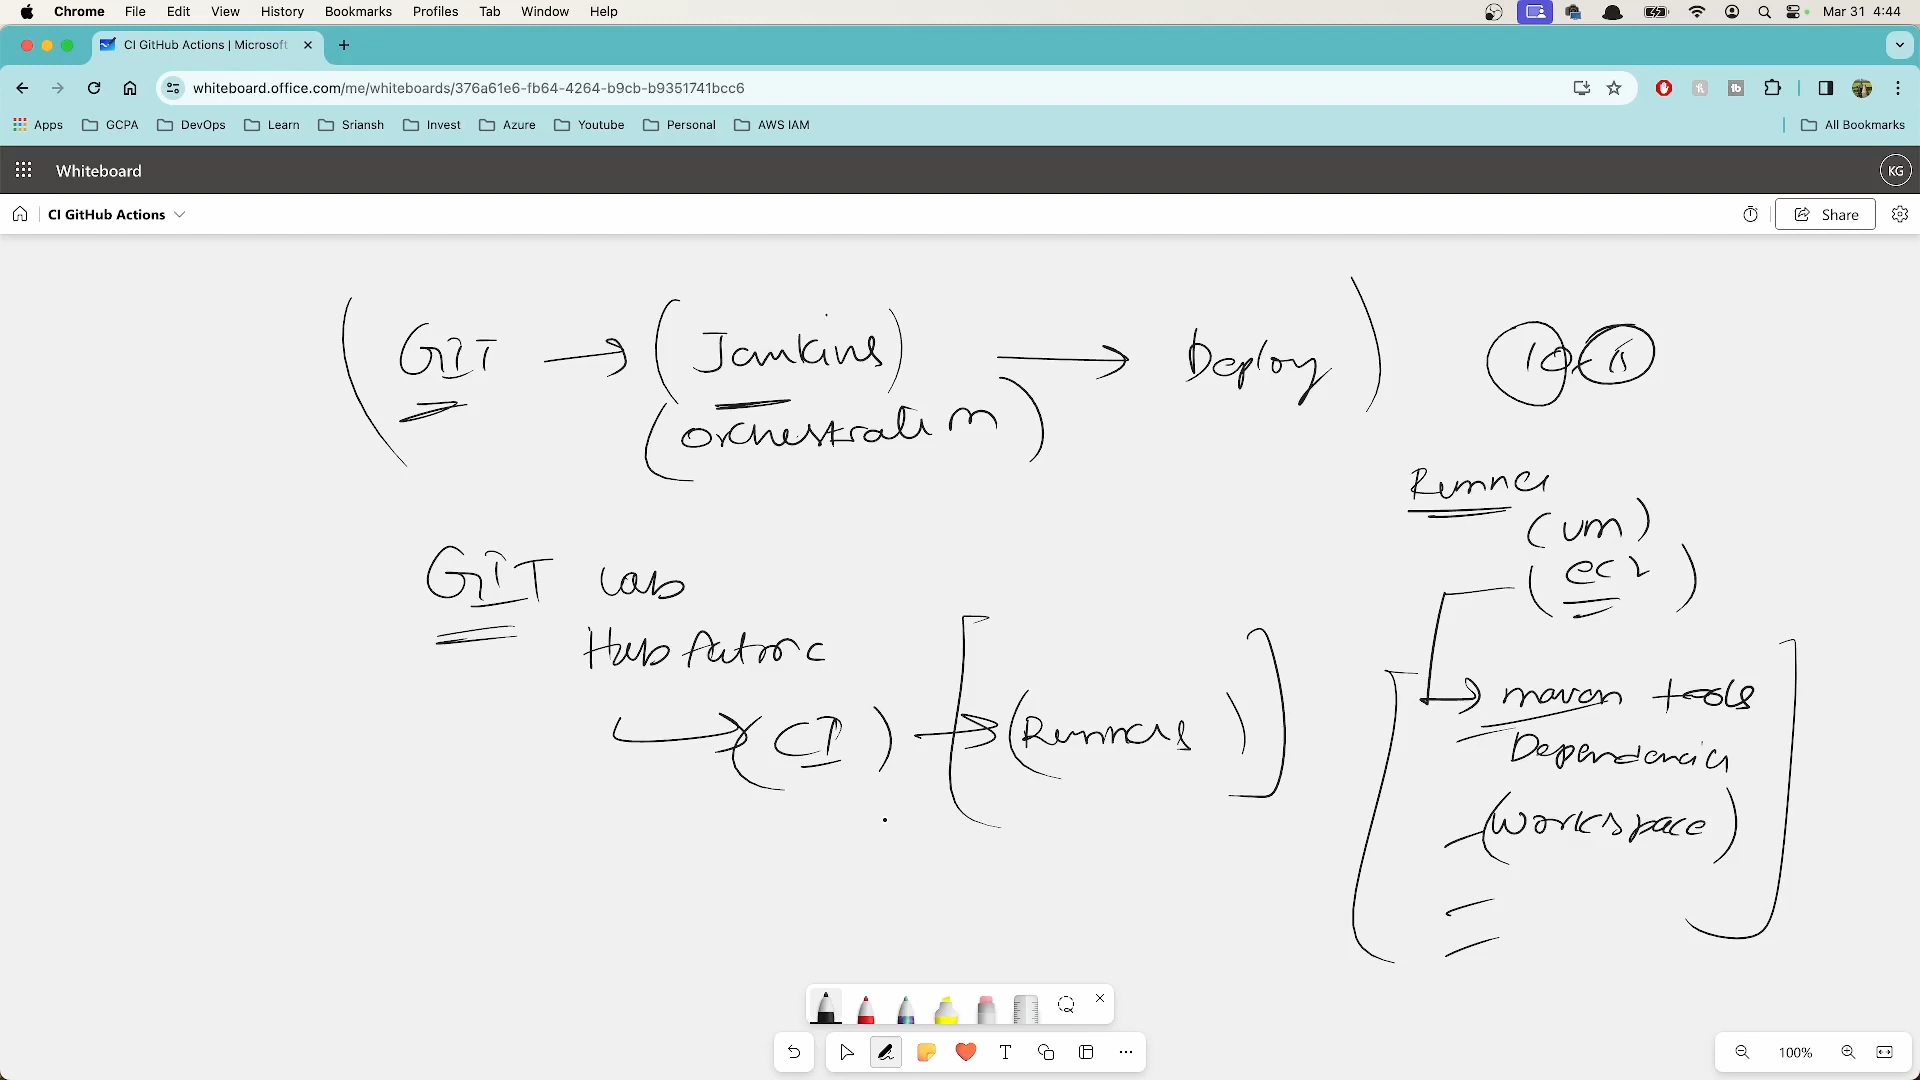 Chrome File Edit View History Bookmarks Profiles Tab Window Help Mar 31 4:44
CI GitHub Actions | Microsoft
whiteboard.office.com/me/whiteboards/376a61e6-fb64-4264-b9cb-b9351741bcc6
Apps GCPA DevOps Learn Sriansh Invest Azure Youtube Personal AWS IAM All Bookmarks
Whiteboard KG
CI GitHub Actions Share
GIT → (Jenkins) → Deploy
(orchestration)
Runner
(vm)
(ec2)
GIT Lab
Hub
(CI) → (Runners)
maven tools
Dependencies
(workspace)
100%